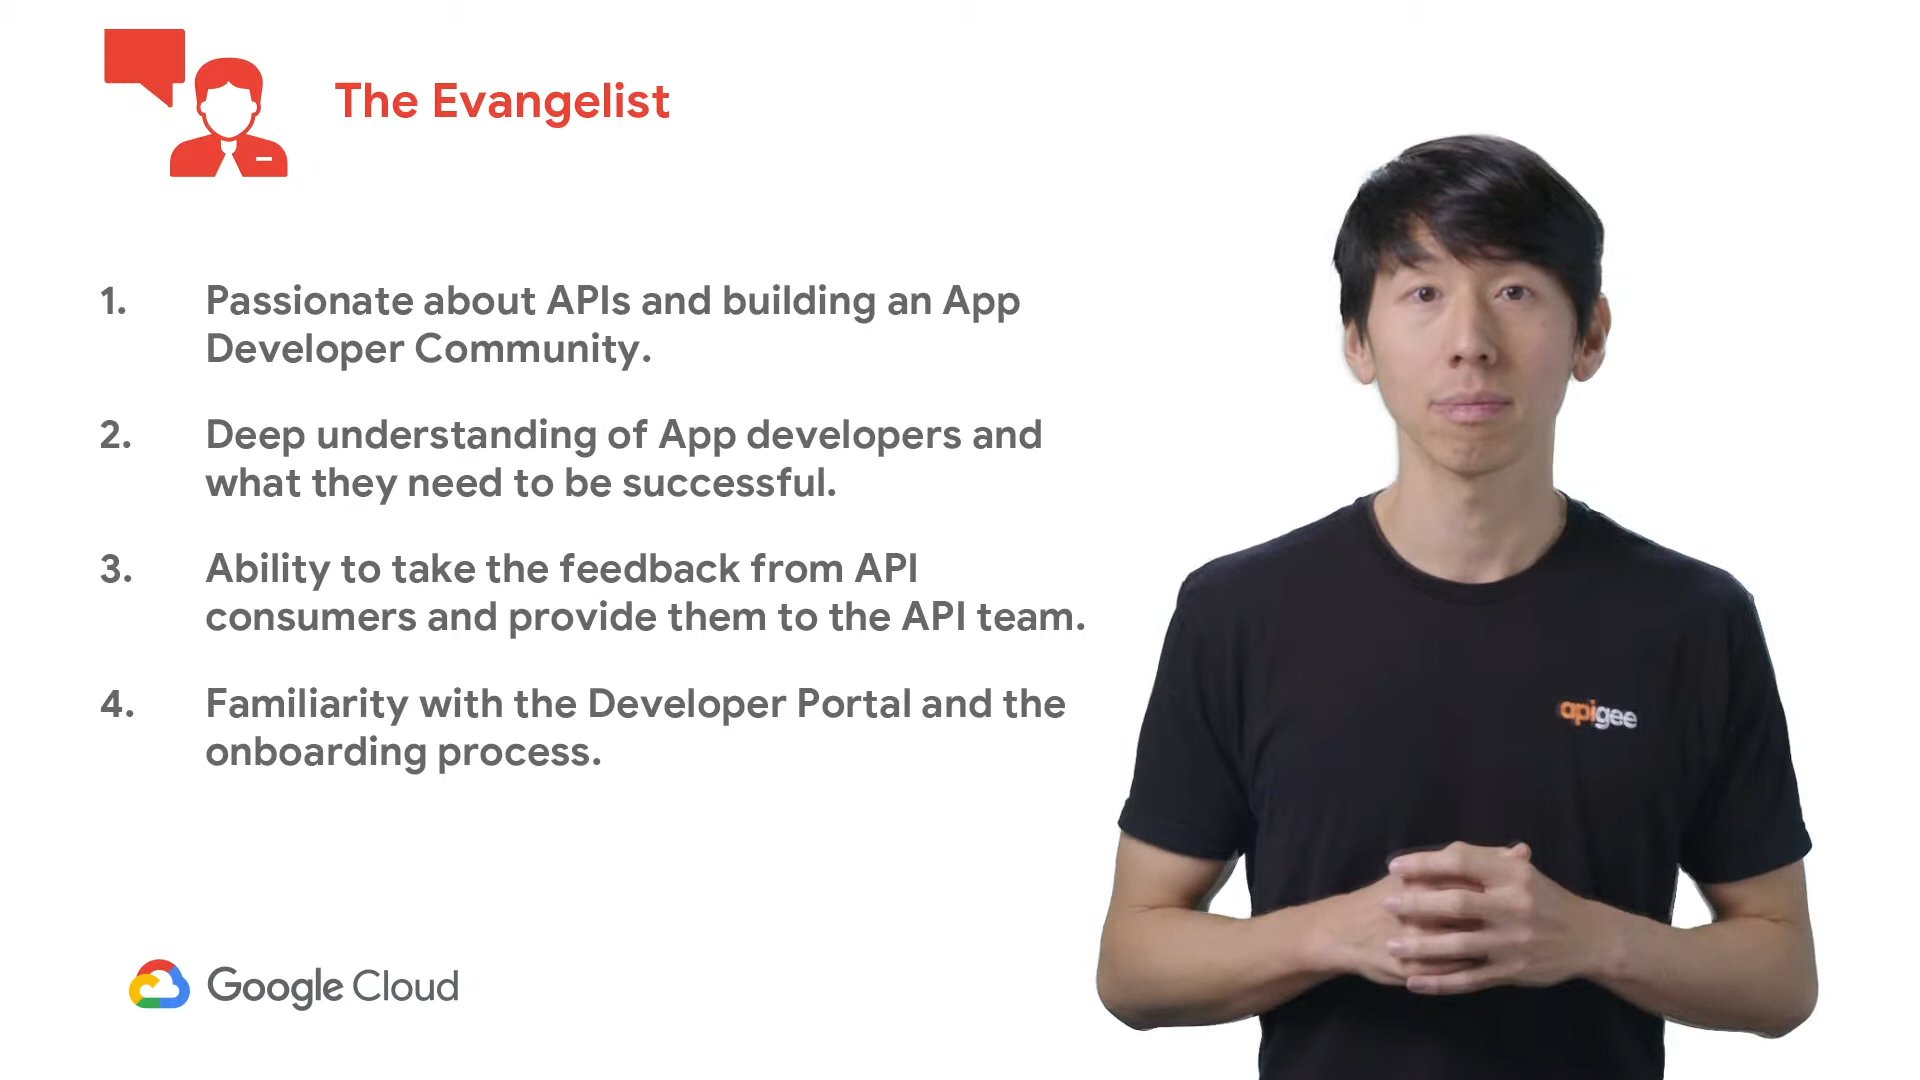 The Evangelist
1. Passionate about APIs and building an App
Developer Community.
2. Deep understanding of App developers and
what they need to be successful.
3. Ability to take the feedback from API
consumers and provide them to the API team.
4. Familiarity with the Developer Portal and the
onboarding process.
apigee
Google Cloud